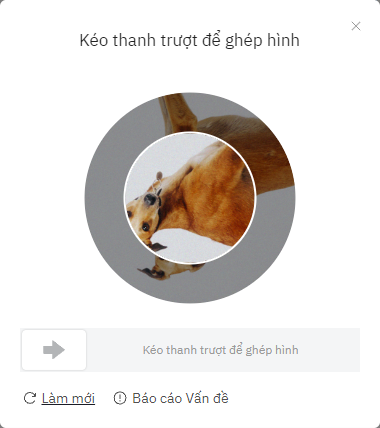 Kéo thanh trượt để ghép hình
Kéo thanh trượt để ghép hình
Làm mới Báo cáo Vấn đề